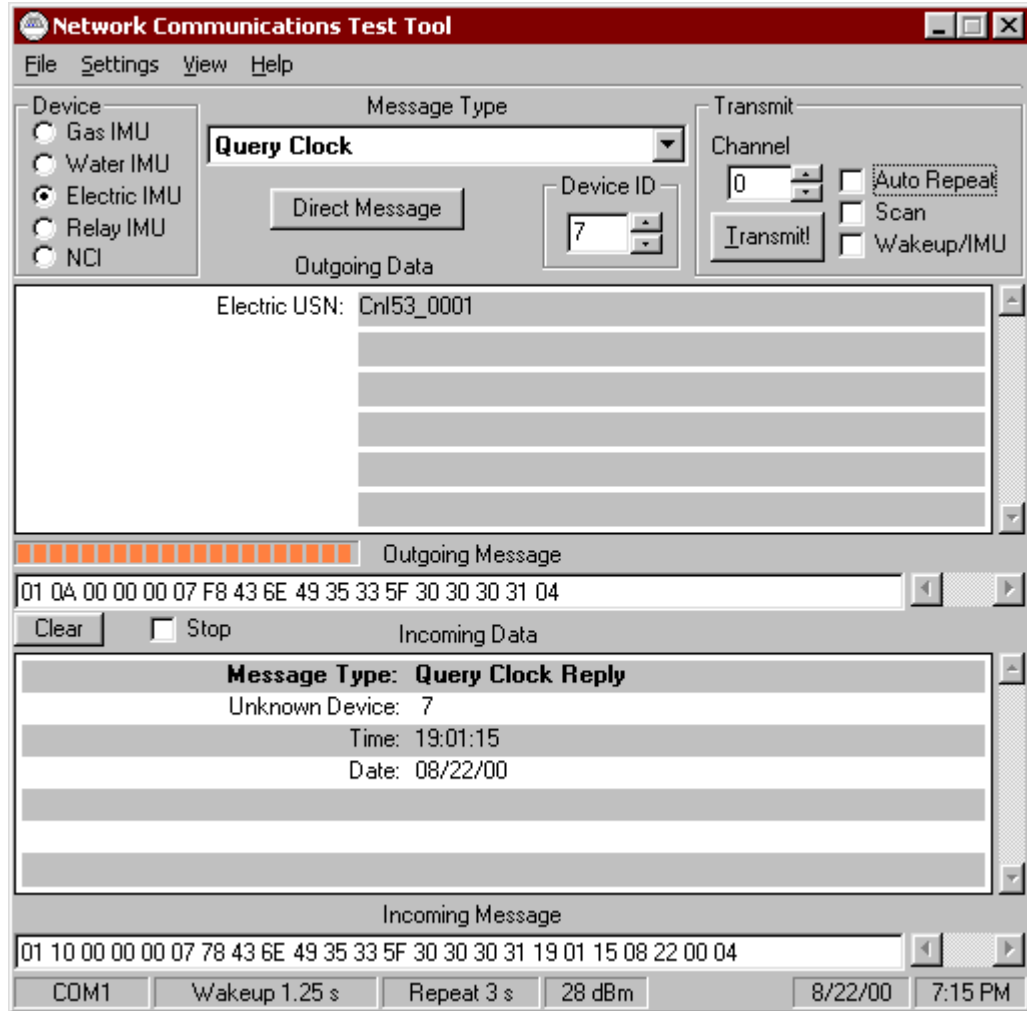 Network Communications Test Tool
File Settings View Help
Device
Gas IMU
Water IMU
Electric IMU
Relay IMU
NCI
Message Type
Query Clock
Direct Message
Device ID
7
Outgoing Data
Transmit
Channel
0
Transmit!
Auto Repeat
Scan
Wakeup/IMU
Electric USN: CnI53_0001
Outgoing Message
01 0A 00 00 00 07 F8 43 6E 49 35 33 5F 30 30 30 31 04
Clear Stop Incoming Data
Message Type: Query Clock Reply
Unknown Device: 7
Time: 19:01:15
Date: 08/22/00
Incoming Message
01 10 00 00 00 07 78 43 6E 49 35 33 5F 30 30 30 31 19 01 15 08 22 00 04
COM1 Wakeup 1.25 s Repeat 3 s 28 dBm 8/22/00 7:15 PM